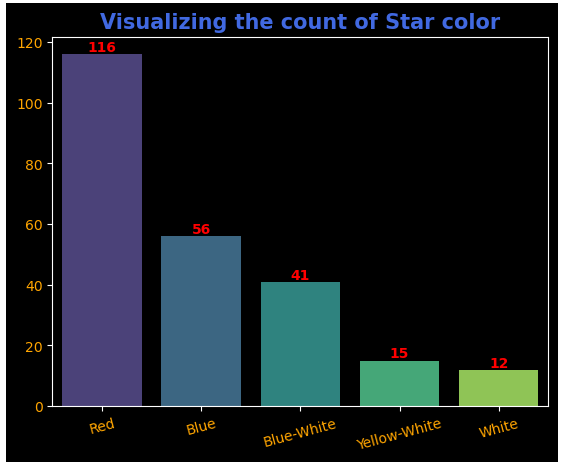 Visualizing the count of Star color
120
100
80
60
40
20
0
116
56
41
15
12
Red
Blue
Blue-White
Yellow-White
White